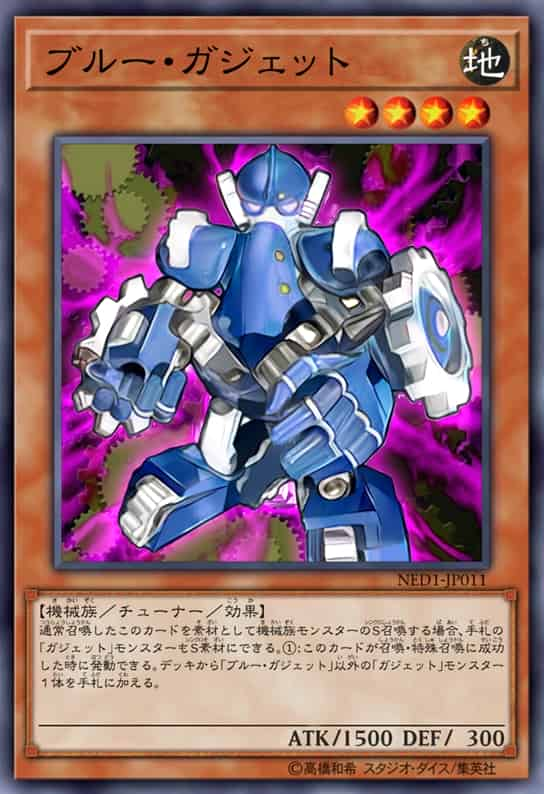 ブルー・ガジェット
地
NED1-JP011
【機械族／チューナー／効果】
通常召喚したこのカードを素材として機械族モンスターのS召喚する場合、手札の
「ガジェット」モンスターもS素材にできる。①:このカードが召喚・特殊召喚に成功
した時に発動できる。デッキから「ブルー・ガジェット」以外の「ガジェット」モンスター
1体を手札に加える。
ATK/1500 DEF/ 300
©高橋和希 スタジオ・ダイス/集英社